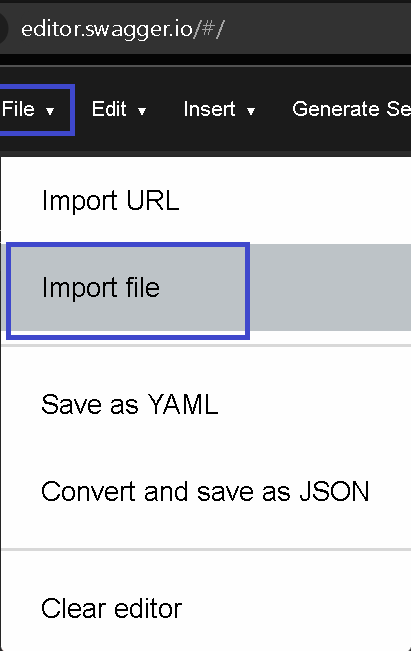 editor.swagger.io/#/
File ▼ Edit ▼ Insert ▼ Generate Se
Import URL
Import file
Save as YAML
Convert and save as JSON
Clear editor